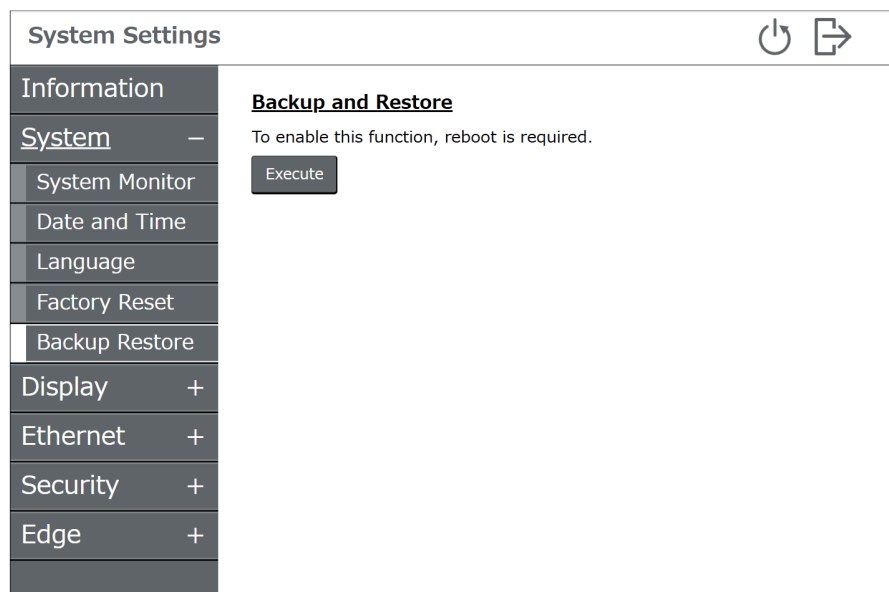 System Settings
Information
System –
System Monitor
Date and Time
Language
Factory Reset
Backup Restore
Display +
Ethernet +
Security +
Edge +
Backup and Restore
To enable this function, reboot is required.
Execute